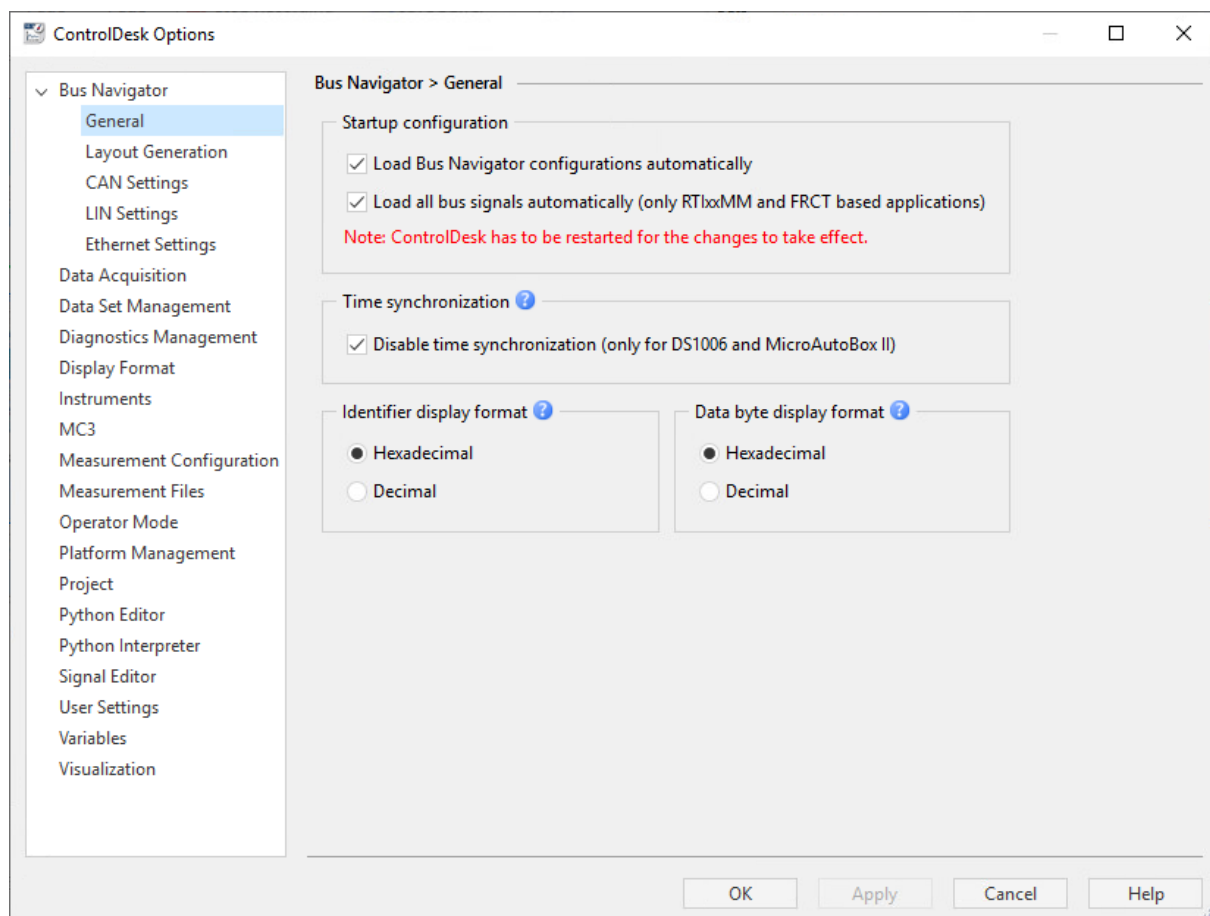 ControlDesk Options
Bus Navigator
General
Layout Generation
CAN Settings
LIN Settings
Ethernet Settings
Data Acquisition
Data Set Management
Diagnostics Management
Display Format
Instruments
MC3
Measurement Configuration
Measurement Files
Operator Mode
Platform Management
Project
Python Editor
Python Interpreter
Signal Editor
User Settings
Variables
Visualization
Bus Navigator > General
Startup configuration
Load Bus Navigator configurations automatically
Load all bus signals automatically (only RTIxxMM and FRCT based applications)
Note: ControlDesk has to be restarted for the changes to take effect.
Time synchronization ?
Disable time synchronization (only for DS1006 and MicroAutoBox II)
Identifier display format ?
Hexadecimal
Decimal
Data byte display format ?
Hexadecimal
Decimal
OK
Apply
Cancel
Help